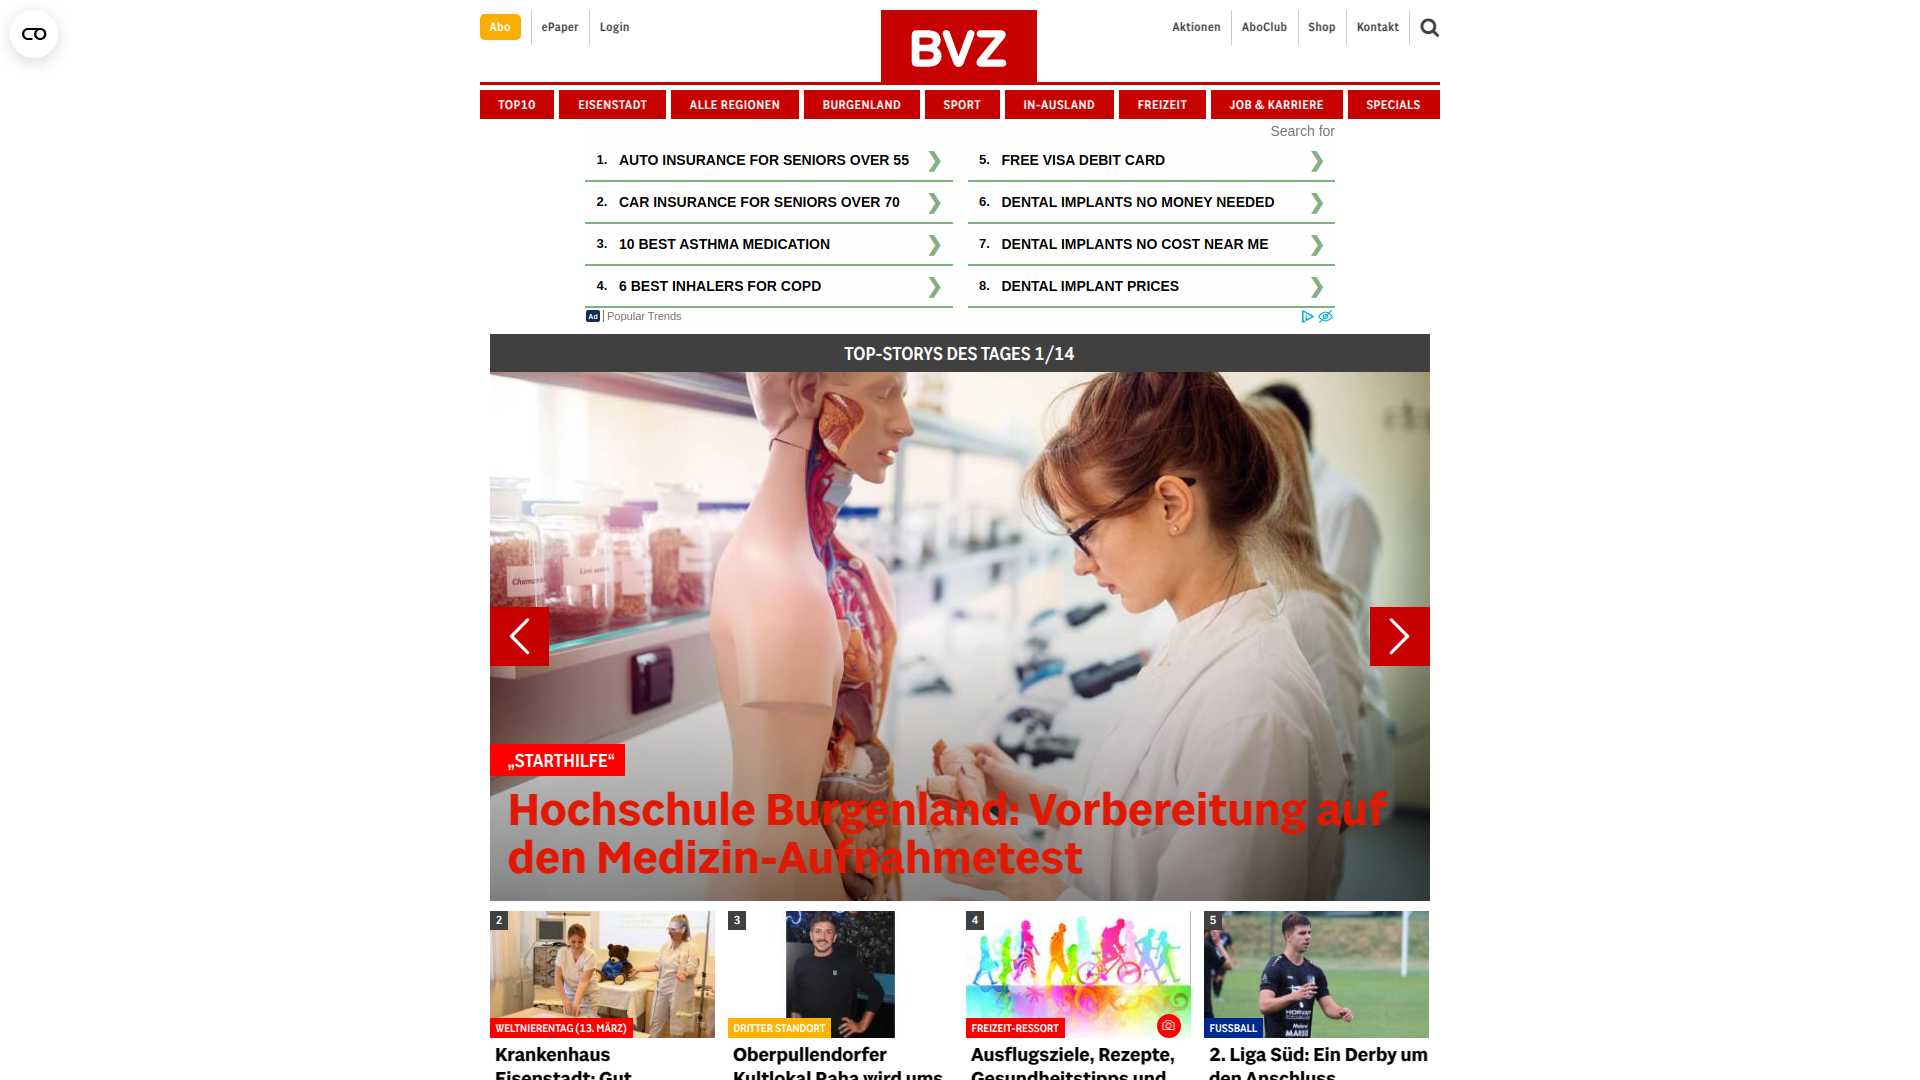 Abo
ePaper
Login
BVZ
Aktionen
AboClub
Shop
Kontakt
TOP10
EISENSTADT
ALLE REGIONEN
BURGENLAND
SPORT
IN-AUSLAND
FREIZEIT
JOB & KARRIERE
SPECIALS
Search for
1. AUTO INSURANCE FOR SENIORS OVER 55
2. CAR INSURANCE FOR SENIORS OVER 70
3. 10 BEST ASTHMA MEDICATION
4. 6 BEST INHALERS FOR COPD
5. FREE VISA DEBIT CARD
6. DENTAL IMPLANTS NO MONEY NEEDED
7. DENTAL IMPLANTS NO COST NEAR ME
8. DENTAL IMPLANT PRICES
Ad | Popular Trends
TOP-STORYS DES TAGES 1/14
„STARTHILFE“
Hochschule Burgenland: Vorbereitung auf
den Medizin-Aufnahmetest
2
WELTNIERENTAG (13. MÄRZ)
Krankenhaus
Eisenstadt: Gut
3
DRITTER STANDORT
Oberpullendorfer
Kultlokal Paha wird ums
4
FREIZEIT-RESSORT
Ausflugsziele, Rezepte,
Gesundheitstipps und
5
HORVATH
FUSSBALL
2. Liga Süd: Ein Derby um
den Anschluss